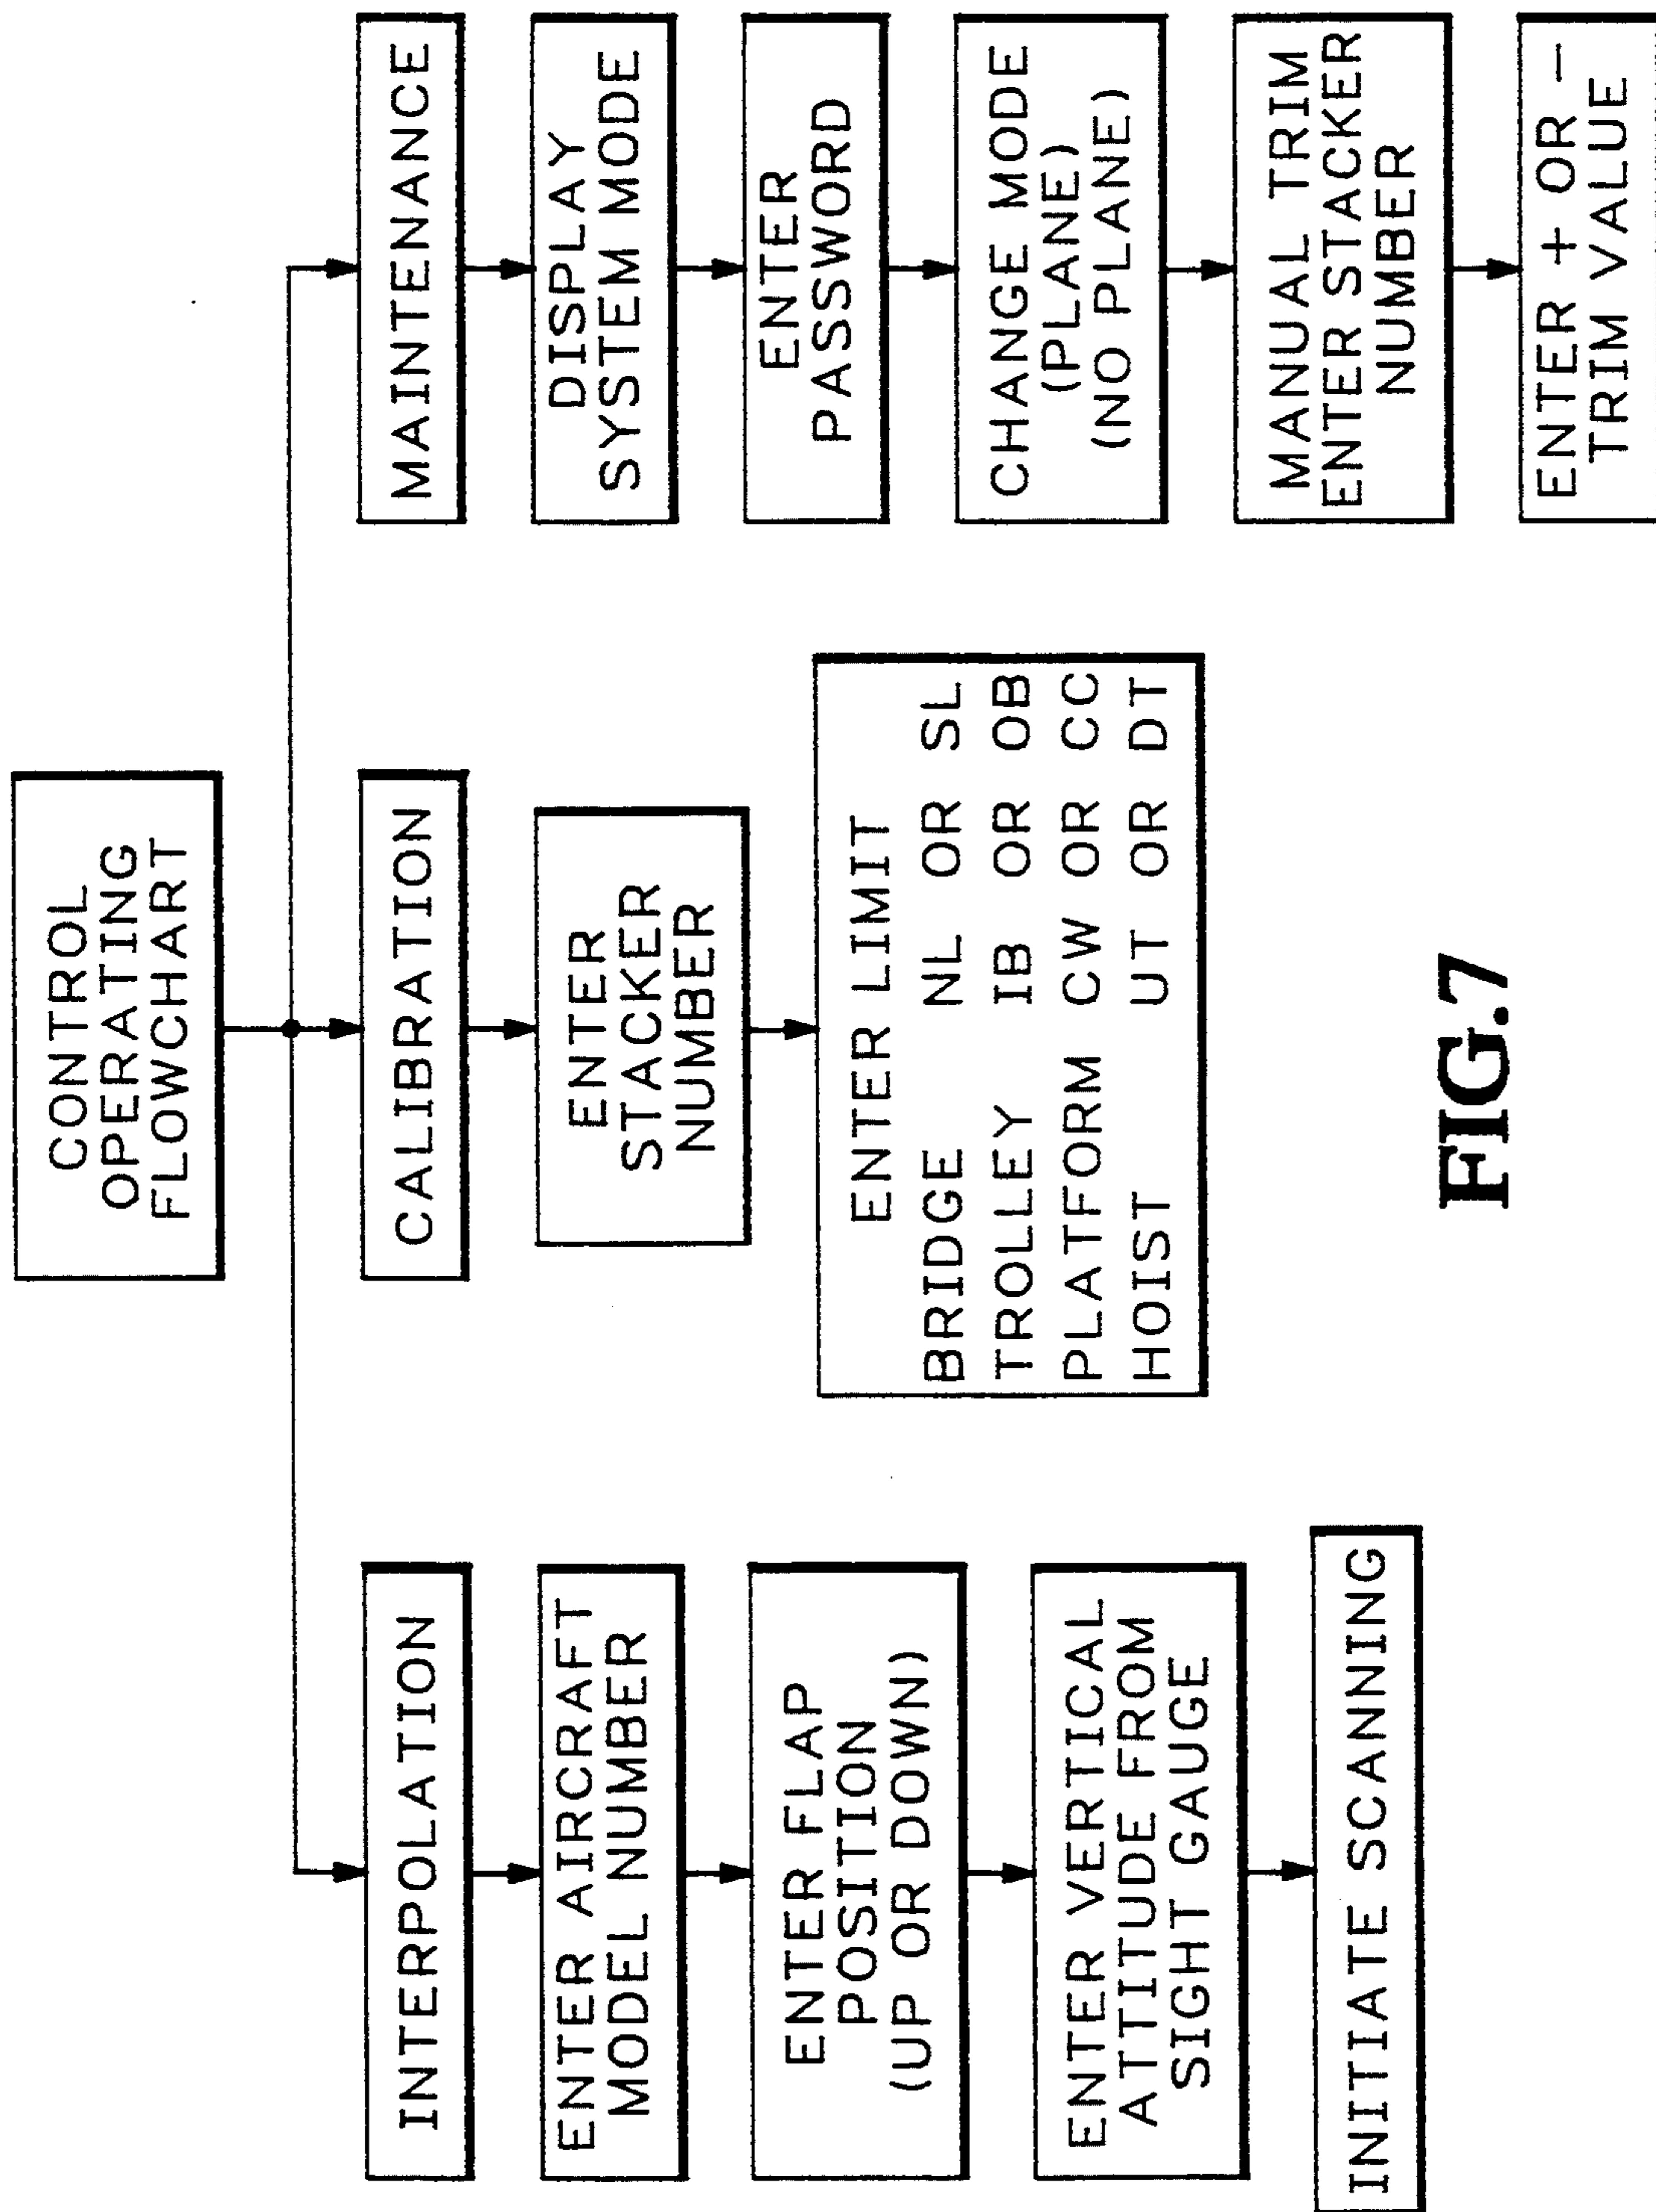 CONTROL
OPERATING
FLOWCHART
INTERPOLATION
ENTER AIRCRAFT
MODEL NUMBER
ENTER FLAP
POSITION
(UP OR DOWN)
ENTER VERTICAL
ATTITUDE FROM
SIGHT GAUGE
INITIATE SCANNING
CALIBRATION
ENTER
STACKER
NUMBER
ENTER LIMIT
BRIDGE NL OR SL
TROLLEY IB OR OB
PLATFORM CW OR CC
HOIST UT OR DT
MAINTENANCE
DISPLAY
SYSTEM MODE
ENTER
PASSWORD
CHANGE MODE
(PLANE)
(NO PLANE)
MANUAL TRIM
ENTER STACKER
NUMBER
ENTER + OR –
TRIM VALUE
FIG.7